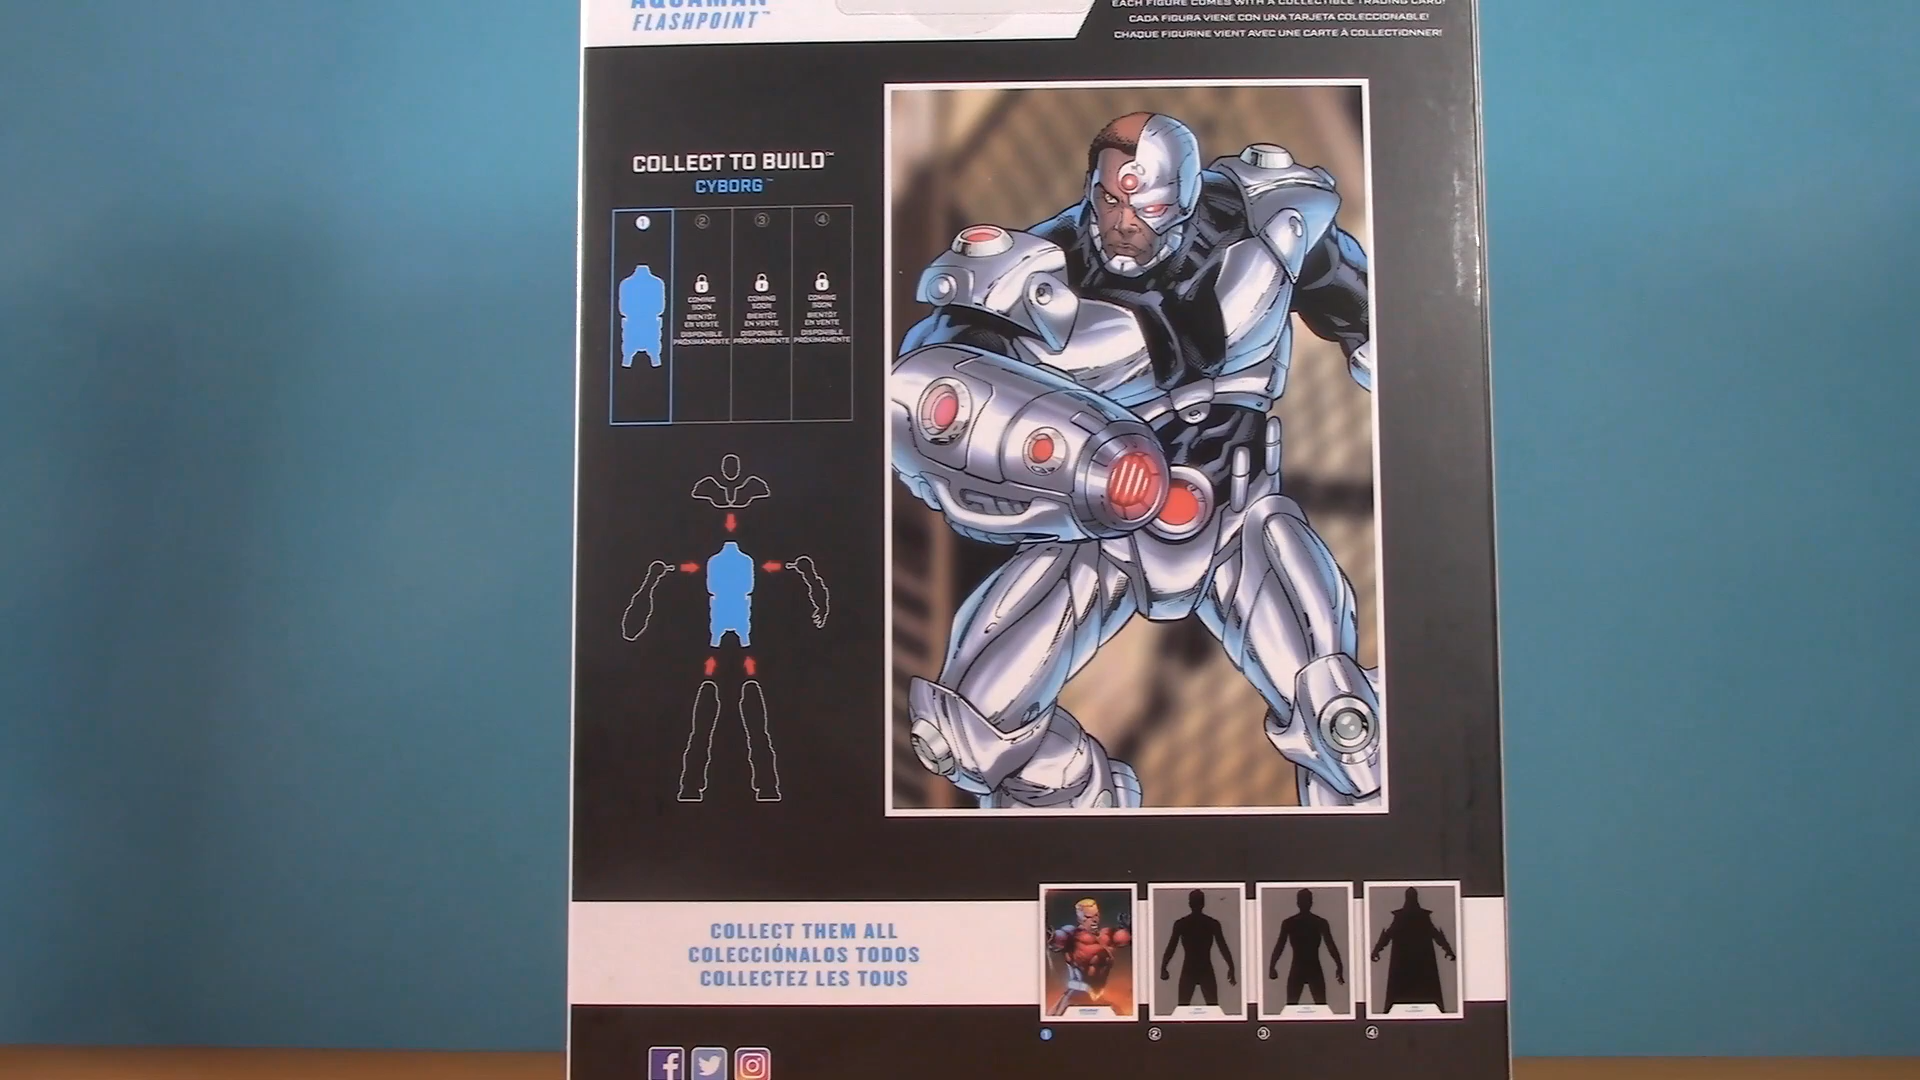 AQUAMAN
FLASHPOINT™
EACH FIGURE COMES WITH A COLLECTIBLE TRADING CARD!
CADA FIGURA VIENE CON UNA TARJETA COLECCIONABLE!
CHAQUE FIGURINE VIENT AVEC UNE CARTE À COLLECTIONNER!
COLLECT TO BUILD™
CYBORG™
1 2 3 4
COMING SOON
BIENTÔT EN VENTE
DISPONIBLE PRÓXIMAMENTE
COMING SOON
BIENTÔT EN VENTE
DISPONIBLE PRÓXIMAMENTE
COMING SOON
BIENTÔT EN VENTE
DISPONIBLE PRÓXIMAMENTE
COLLECT THEM ALL
COLECCIÓNALOS TODOS
COLLECTEZ LES TOUS
1 2 3 4